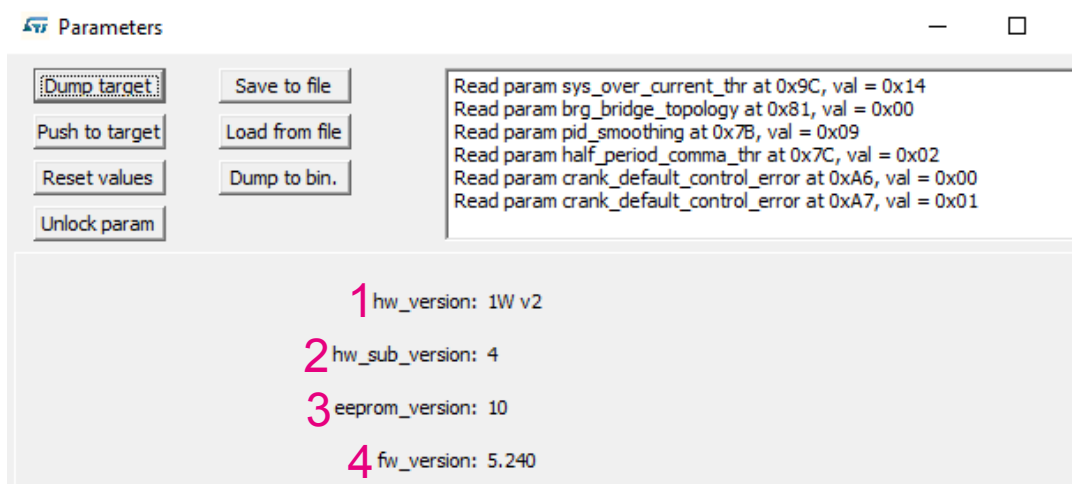 Parameters
Dump target
Save to file
Push to target
Load from file
Reset values
Dump to bin.
Unlock param
Read param sys_over_current_thr at 0x9C, val = 0x14
Read param brg_bridge_topology at 0x81, val = 0x00
Read param pid_smoothing at 0x7B, val = 0x09
Read param half_period_comma_thr at 0x7C, val = 0x02
Read param crank_default_control_error at 0xA6, val = 0x00
Read param crank_default_control_error at 0xA7, val = 0x01
1 hw_version: 1W v2
2 hw_sub_version: 4
3 eeprom_version: 10
4 fw_version: 5.240